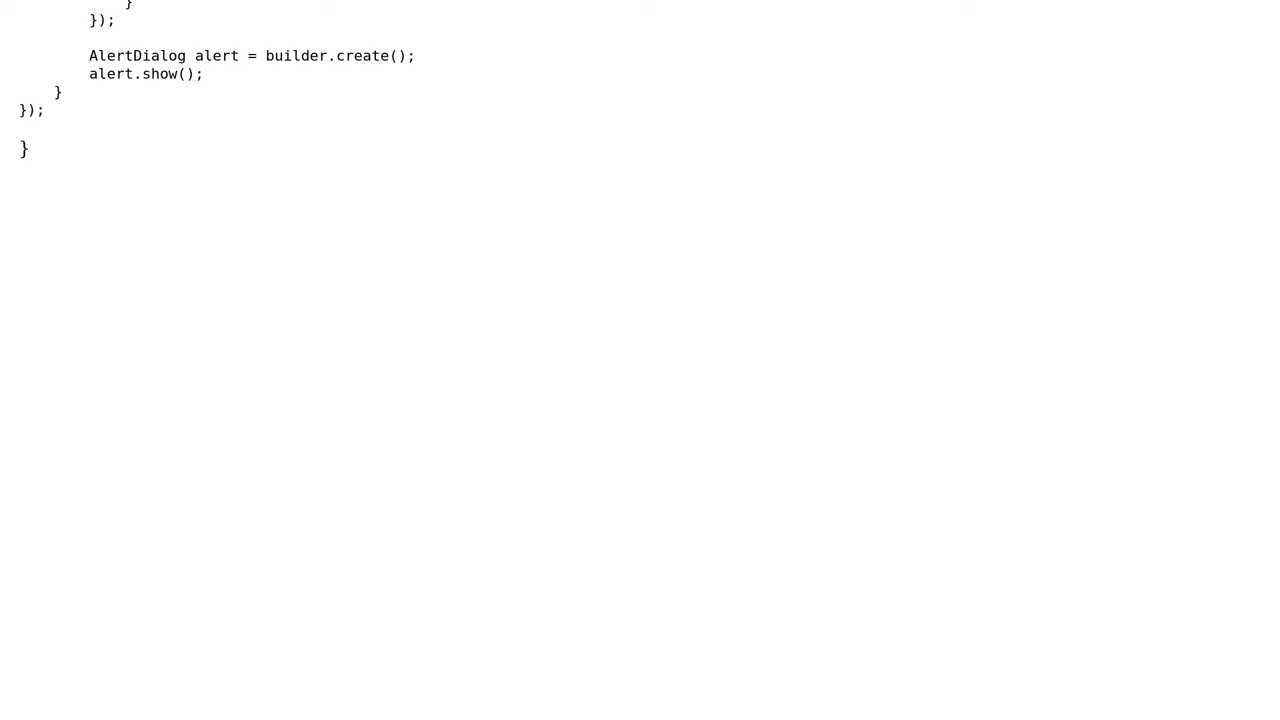 }
});
AlertDialog alert = builder.create();
alert.show();
}
});
}